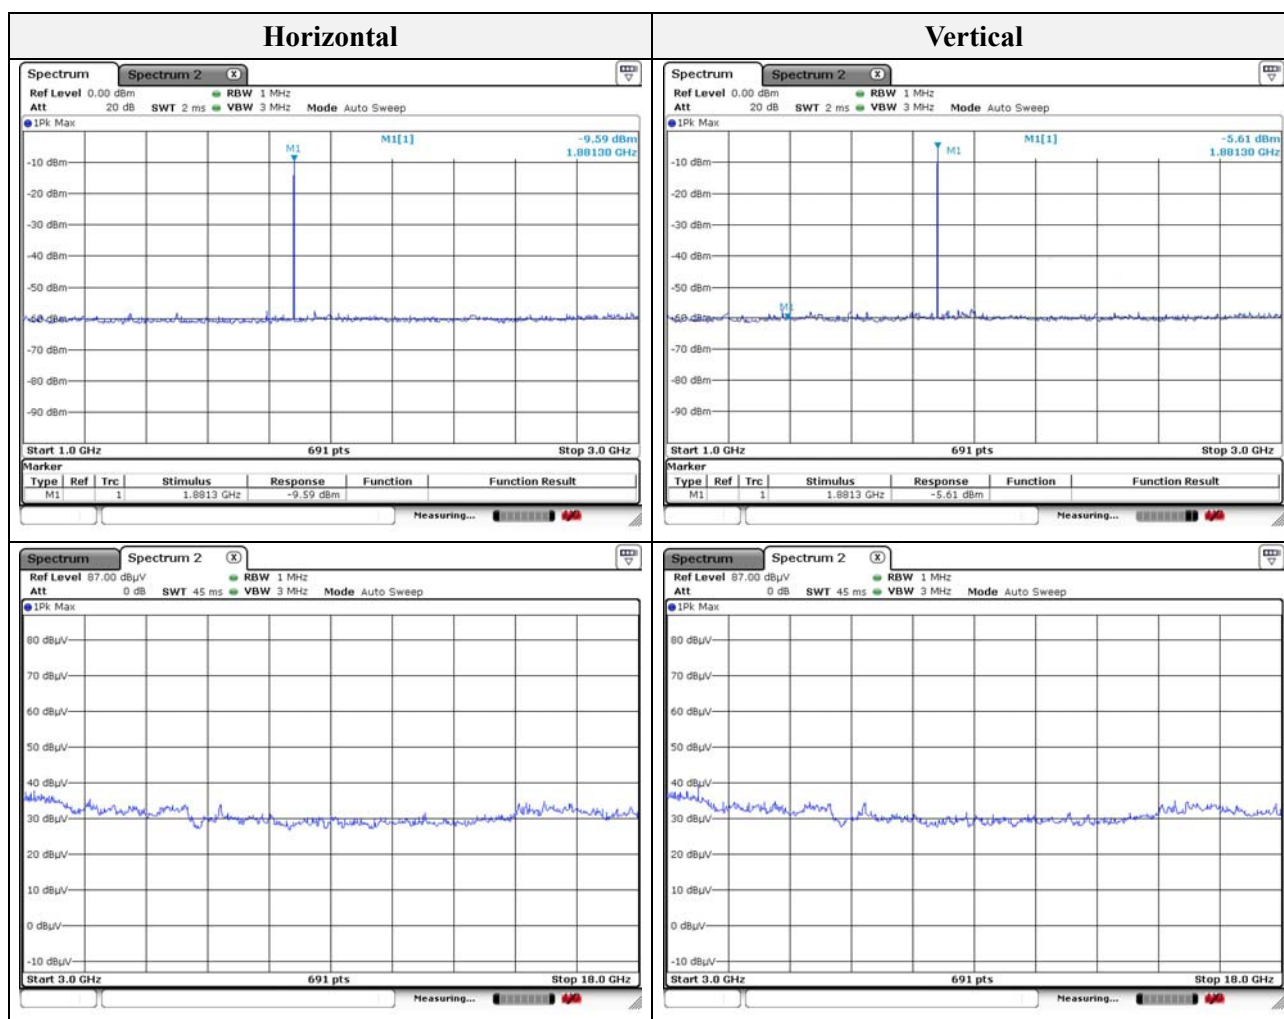 Horizontal Vertical
Spectrum Spectrum 2 X
Ref Level 0.00 dBm RBW 1 MHz
Att 20 dB SWT 2 ms VBW 3 MHz Mode Auto Sweep
1Pk Max
M1[1] -9.59 dBm
1.88130 GHz
M1
-10 dBm
-20 dBm
-30 dBm
-40 dBm
-50 dBm
-60 dBm
-70 dBm
-80 dBm
-90 dBm
Start 1.0 GHz 691 pts Stop 3.0 GHz
Marker
Type Ref Trc Stimulus Response Function Function Result
M1 1 1.8813 GHz -9.59 dBm
Measuring...
Spectrum Spectrum 2 X
Ref Level 0.00 dBm RBW 1 MHz
Att 20 dB SWT 2 ms VBW 3 MHz Mode Auto Sweep
1Pk Max
M1[1] -5.61 dBm
1.88130 GHz
M1
-10 dBm
-20 dBm
-30 dBm
-40 dBm
-50 dBm
M1
-60 dBm
-70 dBm
-80 dBm
-90 dBm
Start 1.0 GHz 691 pts Stop 3.0 GHz
Marker
Type Ref Trc Stimulus Response Function Function Result
M1 1 1.8813 GHz -5.61 dBm
Measuring...
Spectrum Spectrum 2 X
Ref Level 87.00 dBµV RBW 1 MHz
Att 0 dB SWT 45 ms VBW 3 MHz Mode Auto Sweep
1Pk Max
80 dBµV
70 dBµV
60 dBµV
50 dBµV
40 dBµV
30 dBµV
20 dBµV
10 dBµV
0 dBµV
-10 dBµV
Start 3.0 GHz 691 pts Stop 18.0 GHz
Measuring...
Spectrum Spectrum 2 X
Ref Level 87.00 dBµV RBW 1 MHz
Att 0 dB SWT 45 ms VBW 3 MHz Mode Auto Sweep
1Pk Max
80 dBµV
70 dBµV
60 dBµV
50 dBµV
40 dBµV
30 dBµV
20 dBµV
10 dBµV
0 dBµV
-10 dBµV
Start 3.0 GHz 691 pts Stop 18.0 GHz
Measuring...